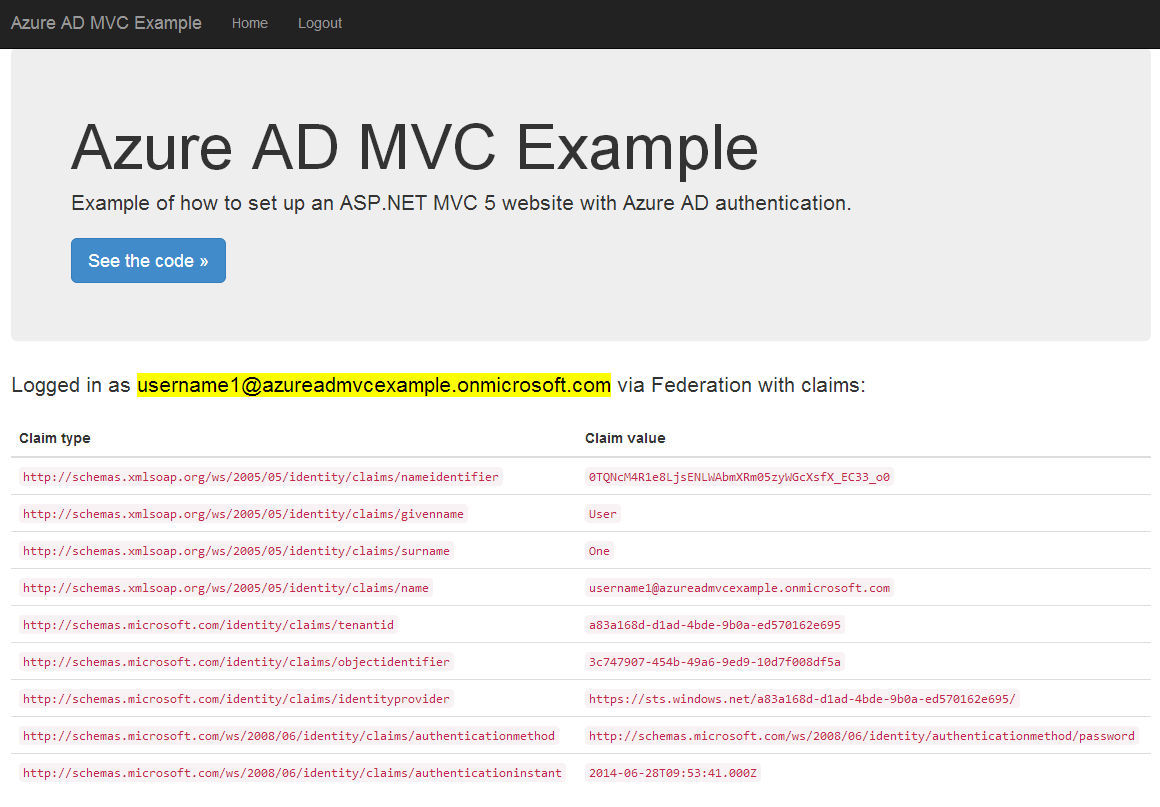 Azure AD MVC Example Home Logout
Azure AD MVC Example
Example of how to set up an ASP.NET MVC 5 website with Azure AD authentication.
See the code »
Logged in as username1@azureadmvcexample.onmicrosoft.com via Federation with claims:
Claim type Claim value
http://schemas.xmlsoap.org/ws/2005/05/identity/claims/nameidentifier 0TQNcM4R1e8LjsENLWAbmXRm05zyWGcXsfX_EC33_o0
http://schemas.xmlsoap.org/ws/2005/05/identity/claims/givenname User
http://schemas.xmlsoap.org/ws/2005/05/identity/claims/surname One
http://schemas.xmlsoap.org/ws/2005/05/identity/claims/name username1@azureadmvcexample.onmicrosoft.com
http://schemas.microsoft.com/identity/claims/tenantid a83a168d-d1ad-4bde-9b0a-ed570162e695
http://schemas.microsoft.com/identity/claims/objectidentifier 3c747907-454b-49a6-9ed9-10d7f008df5a
http://schemas.microsoft.com/identity/claims/identityprovider https://sts.windows.net/a83a168d-d1ad-4bde-9b0a-ed570162e695/
http://schemas.microsoft.com/ws/2008/06/identity/claims/authenticationmethod http://schemas.microsoft.com/ws/2008/06/identity/authenticationmethod/password
http://schemas.microsoft.com/ws/2008/06/identity/claims/authenticationinstant 2014-06-28T09:53:41.000Z